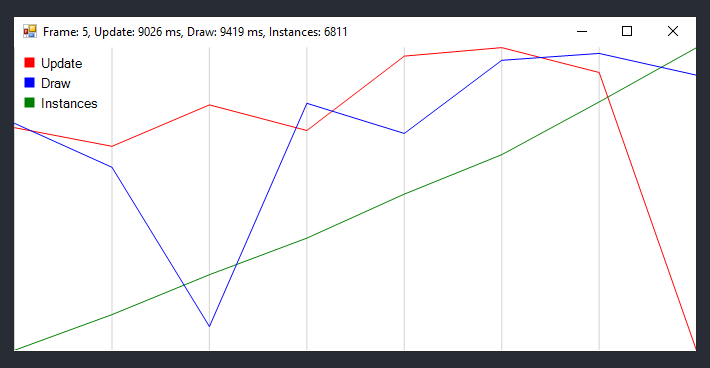 Frame: 5, Update: 9026 ms, Draw: 9419 ms, Instances: 6811
Update
Draw
Instances